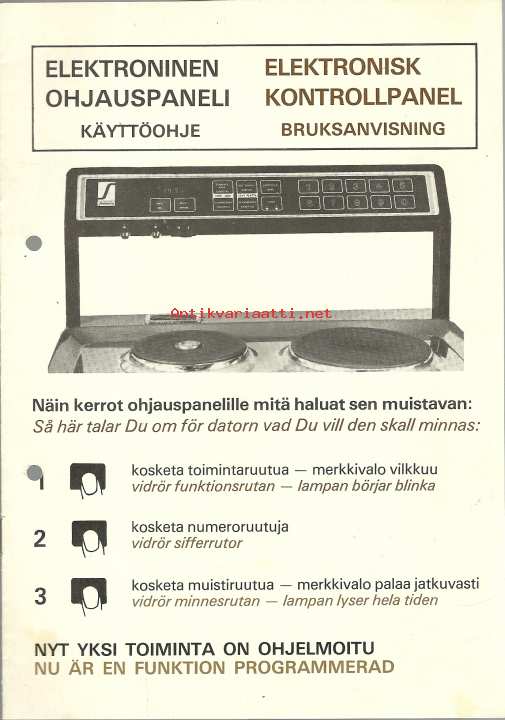 ELEKTRONINEN
OHJAUSPANELI
KÄYTTÖOHJE
ELEKTRONISK
KONTROLLPANEL
BRUKSANVISNING
Antikvariaatti.net
Näin kerrot ohjauspanelille mitä haluat sen muistavan:
Så här talar Du om för datorn vad Du vill den skall minnas:
1
kosketa toimintaruutua — merkkivalo vilkkuu
vidrör funktionsrutan — lampan börjar blinka
2
kosketa numeroruutuja
vidrör sifferrutor
3
kosketa muistiruutua — merkkivalo palaa jatkuvasti
vidrör minnesrutan — lampan lyser hela tiden
NYT YKSI TOIMINTA ON OHJELMOITU
NU ÄR EN FUNKTION PROGRAMMERAD